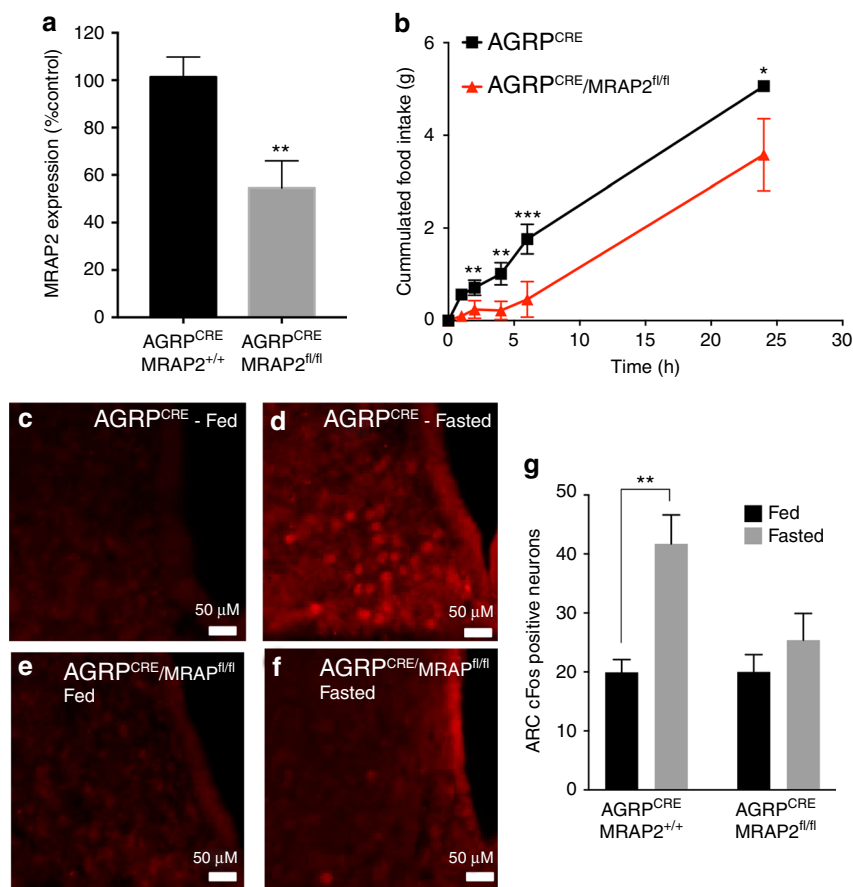 a
MRAP2 expression (%control)
120
100
80
60
40
20
0
**
AGRP^CRE
MRAP2^+/+
AGRP^CRE
MRAP2^fl/fl
b
Cummulated food intake (g)
6
4
2
0
AGRP^CRE
AGRP^CRE/MRAP2^fl/fl
**
**
***
*
0
5
10
15
20
25
30
Time (h)
c
AGRP^CRE - Fed
50 μM
d
AGRP^CRE - Fasted
50 μM
e
AGRP^CRE/MRAP^fl/fl
Fed
50 μM
f
AGRP^CRE/MRAP^fl/fl
Fasted
50 μM
g
ARC cFos positive neurons
50
40
30
20
10
0
**
Fed
Fasted
AGRP^CRE
MRAP2^+/+
AGRP^CRE
MRAP2^fl/fl